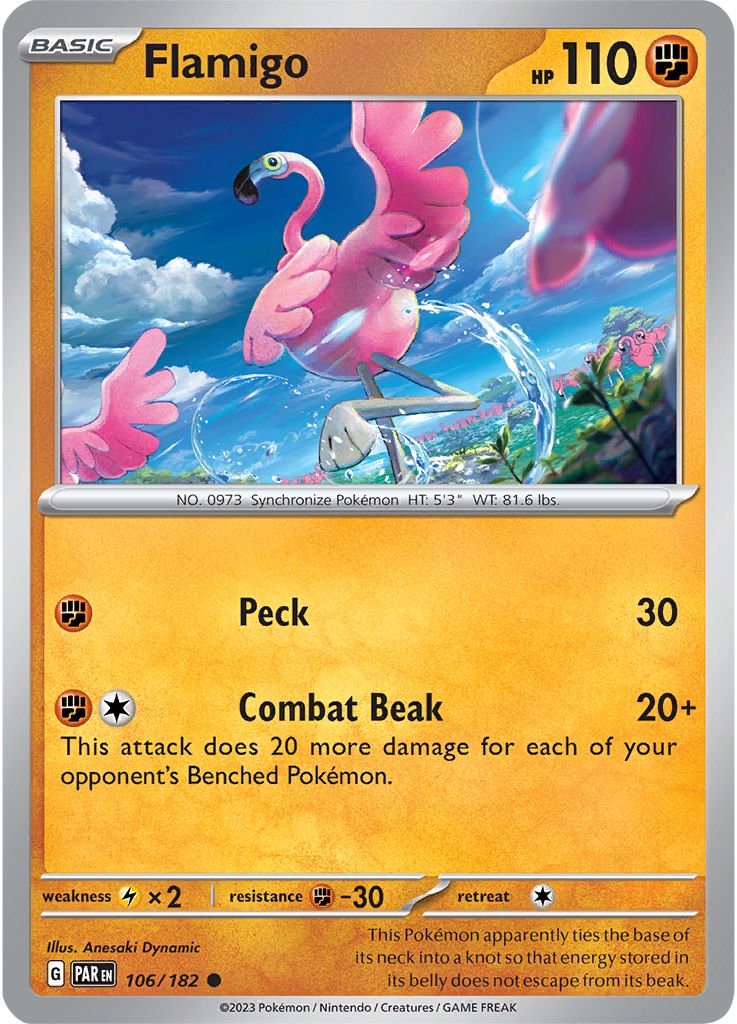 BASIC Flamigo HP 110
NO. 0973 Synchronize Pokémon HT: 5'3" WT: 81.6 lbs.
Peck 30
Combat Beak 20+
This attack does 20 more damage for each of your
opponent's Benched Pokémon.
weakness ×2 resistance -30 retreat
Illus. Anesaki Dynamic
This Pokémon apparently ties the base of
its neck into a knot so that energy stored in
its belly does not escape from its beak.
G PAR EN 106/182
©2023 Pokémon / Nintendo / Creatures / GAME FREAK